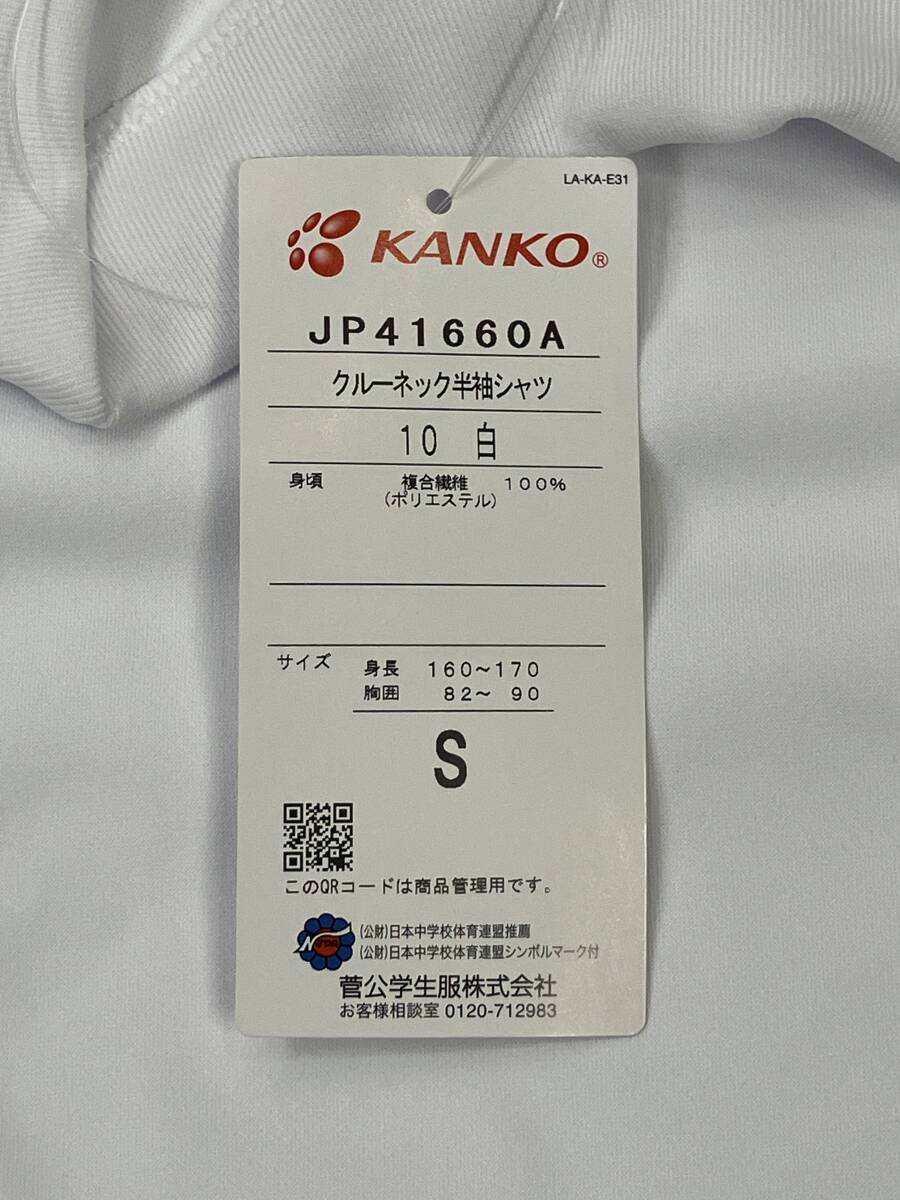 LA-KA-E31
KANKO®
JP41660A
クルーネック半袖シャツ
10 白
身頃 複合繊維 100%
(ポリエステル)
サイズ 身長 160~170
胸囲 82~ 90
S
このQRコードは商品管理用です。
(公財)日本中学校体育連盟推薦
(公財)日本中学校体育連盟シンボルマーク付
菅公学生服株式会社
お客様相談室 0120-712983